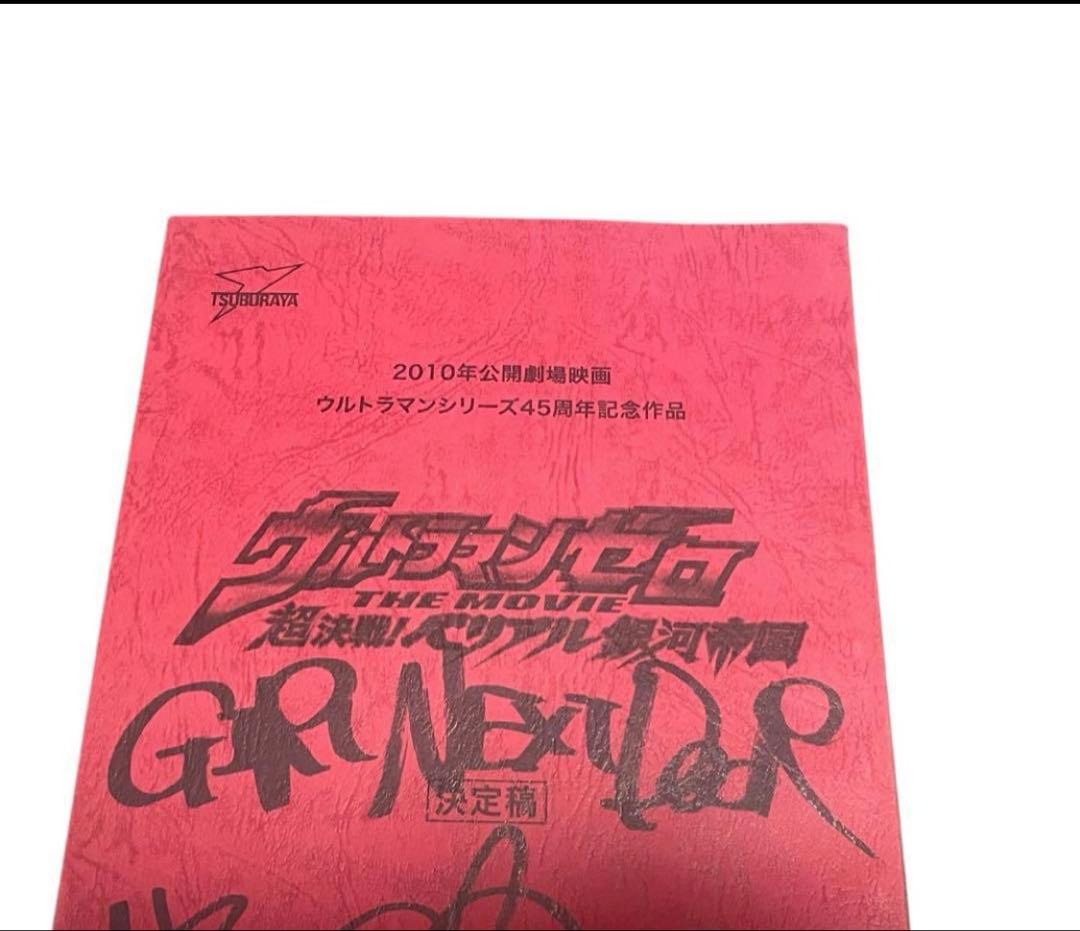 TSUBURAYA
2010年公開劇場映画
ウルトラマンシリーズ45周年記念作品
ウルトラマンゼロ
THE MOVIE
超決戦!ベリアル銀河帝国
GIRL NEXT DOOR
決定稿